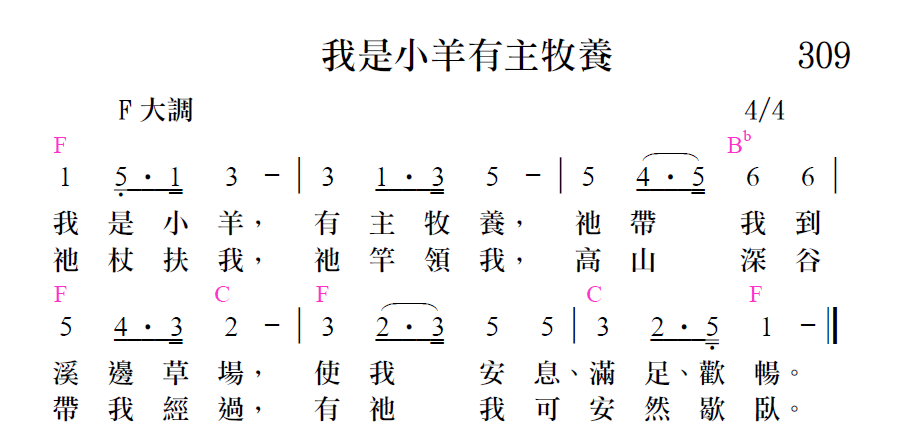 我是小羊有主牧養 309
F 大調 4/4
F Bb
1 5 · 1 3 － | 3 1 · 3 5 － | 5 4 · 5 6 6 |
我 是 小 羊， 有 主 牧 養， 祂 帶 我 到
祂 杖 扶 我， 祂 竿 領 我， 高 山 深 谷
F C F C F
5 4 · 3 2 － | 3 2 · 3 5 5 | 3 2 · 5 1 － ‖
溪 邊 草 場， 使 我 安 息、滿 足、歡 暢。
帶 我 經 過， 有 祂 我 可 安 然 歇 臥。